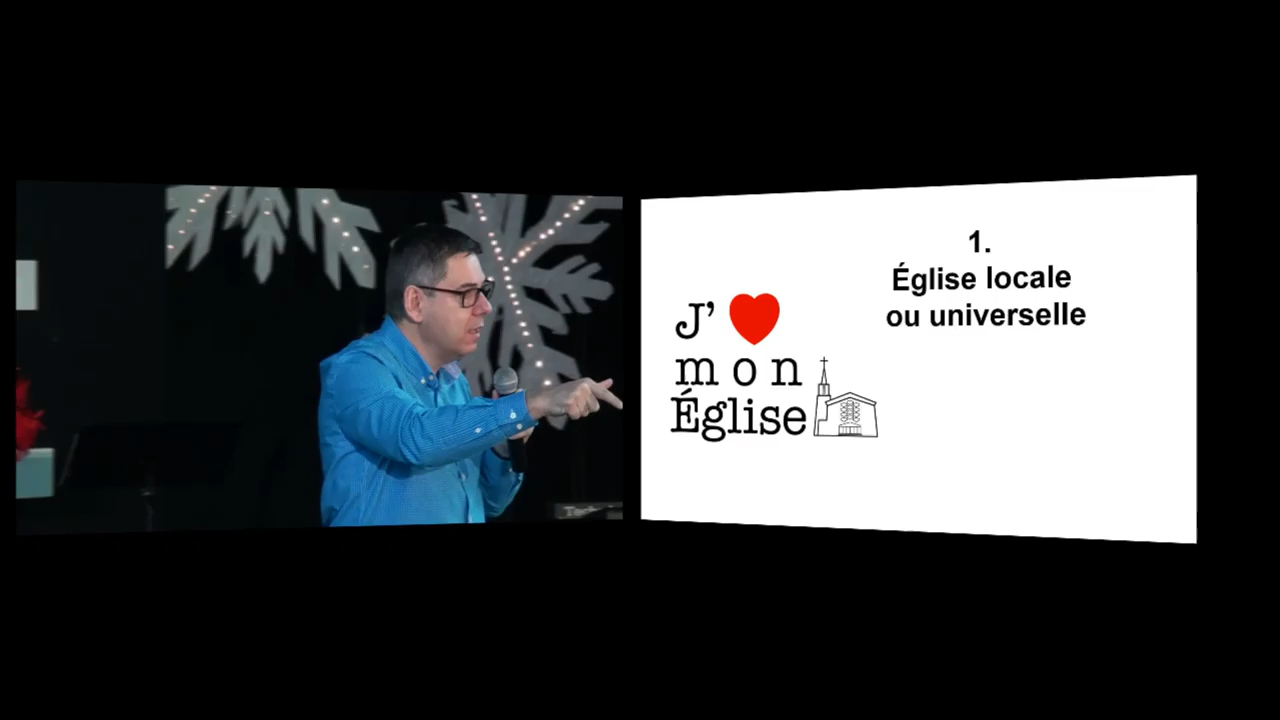 1.
Église locale
ou universelle
J’
mon
Église